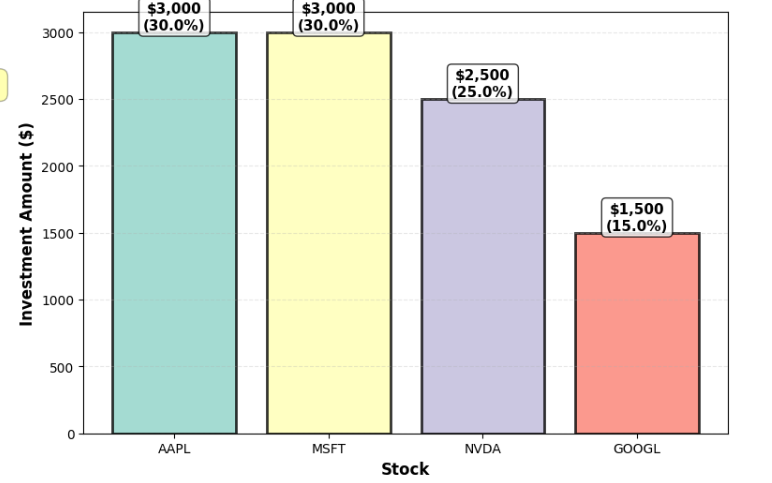 $3,000
(30.0%)
$3,000
(30.0%)
$2,500
(25.0%)
$1,500
(15.0%)
3000
2500
2000
1500
1000
500
0
Investment Amount ($)
AAPL
MSFT
NVDA
GOOGL
Stock